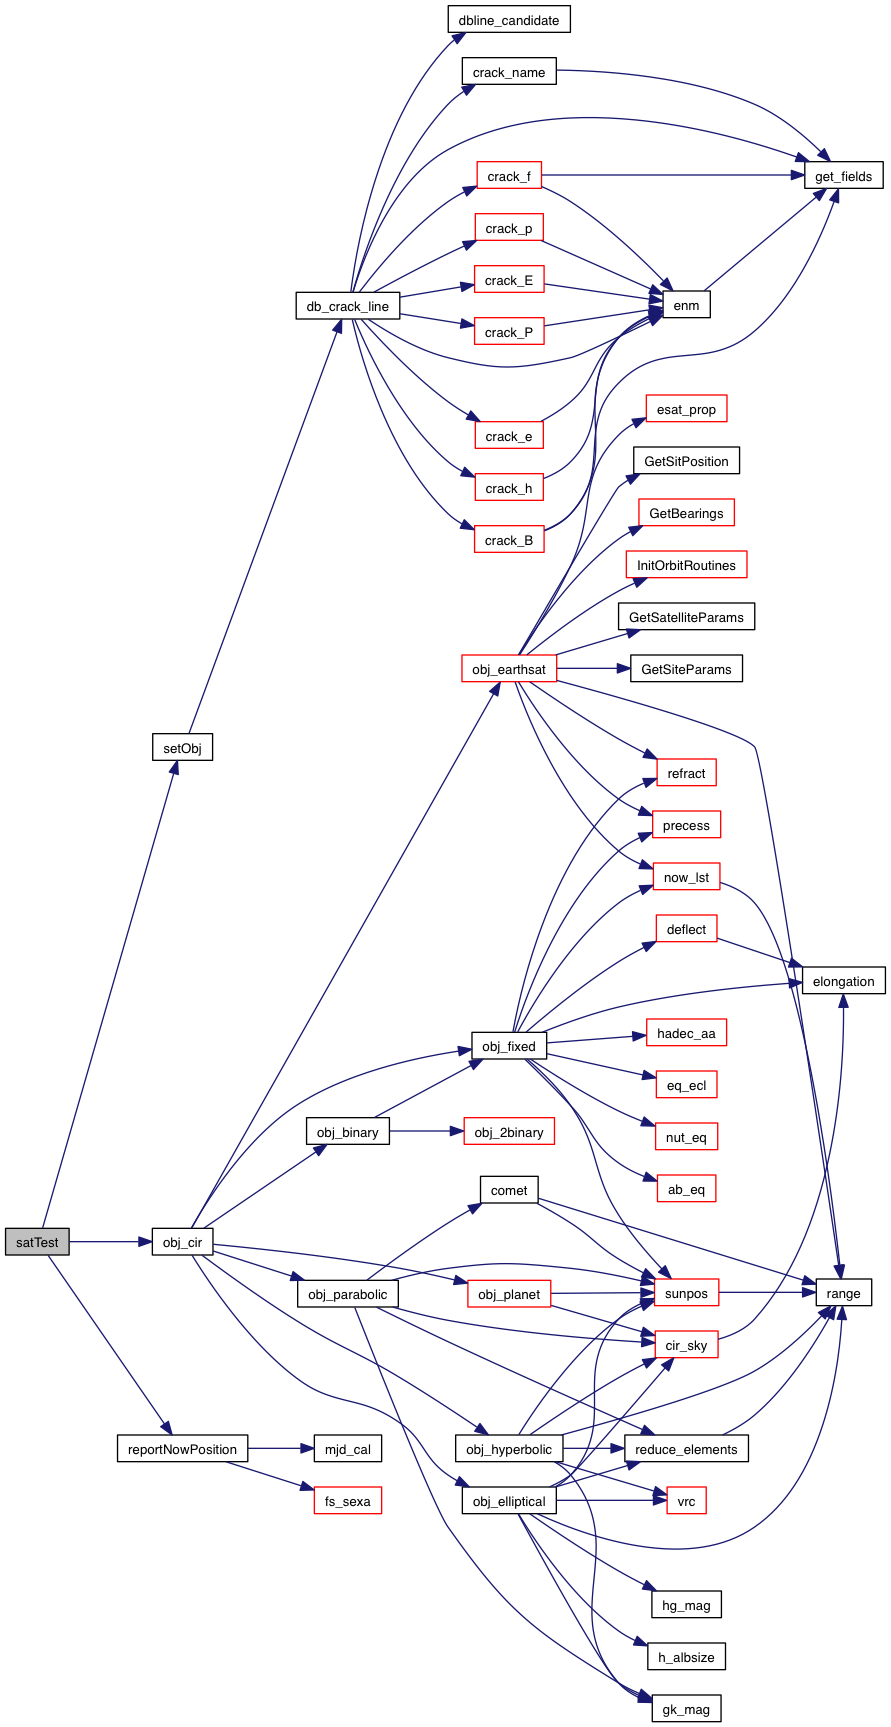 dbline_candidate
crack_name
get_fields
crack_f
crack_p
crack_E
db_crack_line
enm
crack_P
esat_prop
crack_e
GetSitPosition
crack_h
GetBearings
crack_B
InitOrbitRoutines
GetSatelliteParams
obj_earthsat
GetSiteParams
setObj
refract
precess
now_lst
deflect
elongation
hadec_aa
obj_fixed
eq_ecl
obj_binary
obj_2binary
nut_eq
ab_eq
comet
satTest
obj_cir
obj_parabolic
obj_planet
sunpos
range
cir_sky
reportNowPosition
mjd_cal
obj_hyperbolic
reduce_elements
fs_sexa
obj_elliptical
vrc
hg_mag
h_albsize
gk_mag